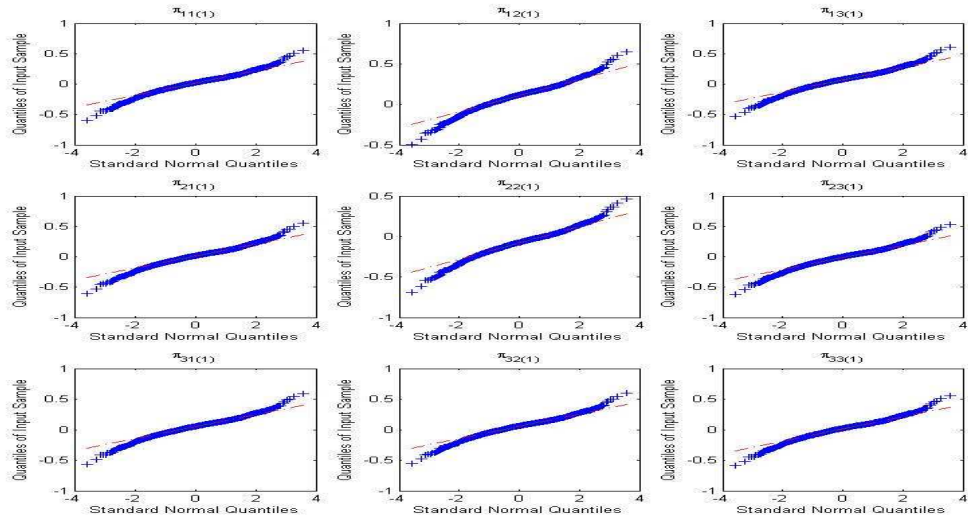 π11(1)
1
0.5
0
-0.5
-1
-4 -2 0 2 4
Quantiles of Input Sample
Standard Normal Quantiles
π12(1)
1
0.5
0
-0.5
-4 -2 0 2 4
Quantiles of Input Sample
Standard Normal Quantiles
π13(1)
1
0.5
0
-0.5
-1
-4 -2 0 2 4
Quantiles of Input Sample
Standard Normal Quantiles
π21(1)
1
0.5
0
-0.5
-1
-4 -2 0 2 4
Quantiles of Input Sample
Standard Normal Quantiles
π22(1)
0.5
0
-0.5
-1
-4 -2 0 2 4
Quantiles of Input Sample
Standard Normal Quantiles
π23(1)
1
0.5
0
-0.5
-1
-4 -2 0 2 4
Quantiles of Input Sample
Standard Normal Quantiles
π31(1)
1
0.5
0
-0.5
-1
-4 -2 0 2 4
Quantiles of Input Sample
Standard Normal Quantiles
π32(1)
1
0.5
0
-0.5
-1
-4 -2 0 2 4
Quantiles of Input Sample
Standard Normal Quantiles
π33(1)
1
0.5
0
-0.5
-1
-4 -2 0 2 4
Quantiles of Input Sample
Standard Normal Quantiles